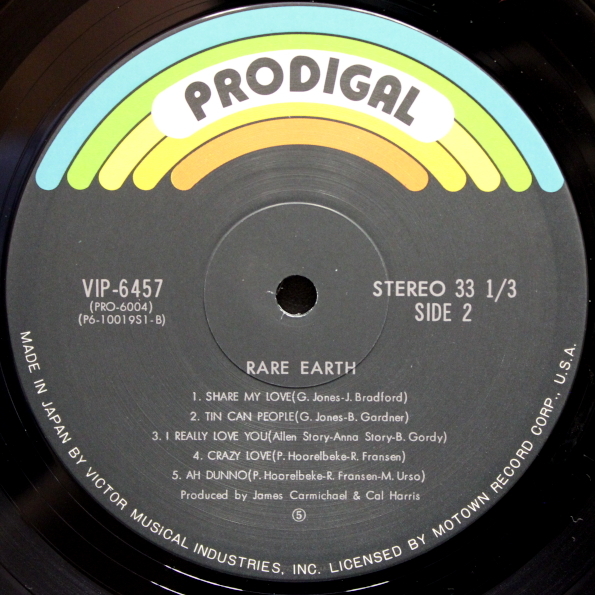 PRODIGAL
VIP-6457
(PRO-6004)
(P6-10019S1-B)
STEREO 33 1/3
SIDE 2
RARE EARTH
1. SHARE MY LOVE(G. Jones-J. Bradford)
2. TIN CAN PEOPLE(G. Jones-B. Gardner)
3. I REALLY LOVE YOU(Allen Story-Anna Story-B. Gordy)
4. CRAZY LOVE(P. Hoorelbeke-R. Fransen)
5. AH DUNNO(P. Hoorelbeke-R. Fransen-M. Urso)
Produced by James Carmichael & Cal Harris
⑤
MADE IN JAPAN BY VICTOR MUSICAL INDUSTRIES, INC. LICENSED BY MOTOWN RECORD CORP., U.S.A.